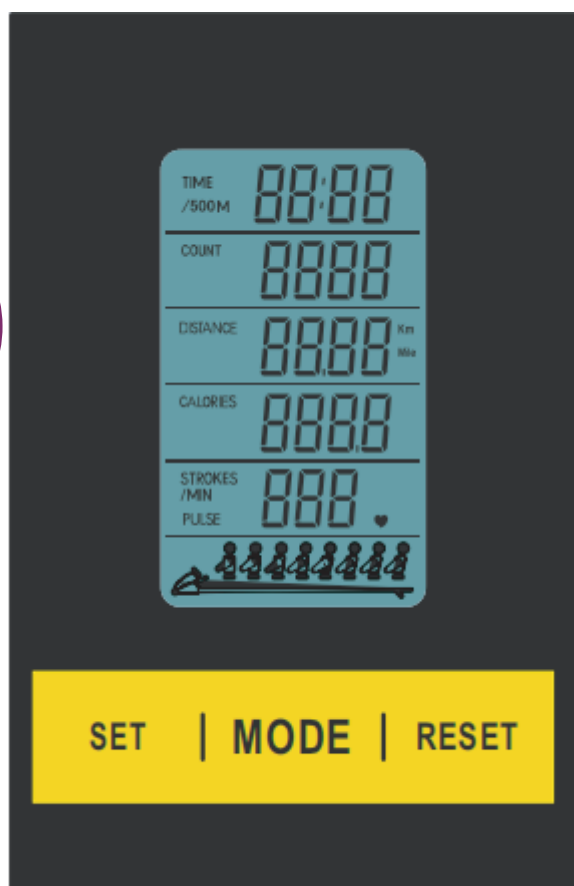 TIME 88:88
/500M
COUNT 8888
DISTANCE 88.88 Km
Mile
CALORIES 888.8
STROKES
/MIN 888
PULSE ♥
SET | MODE | RESET